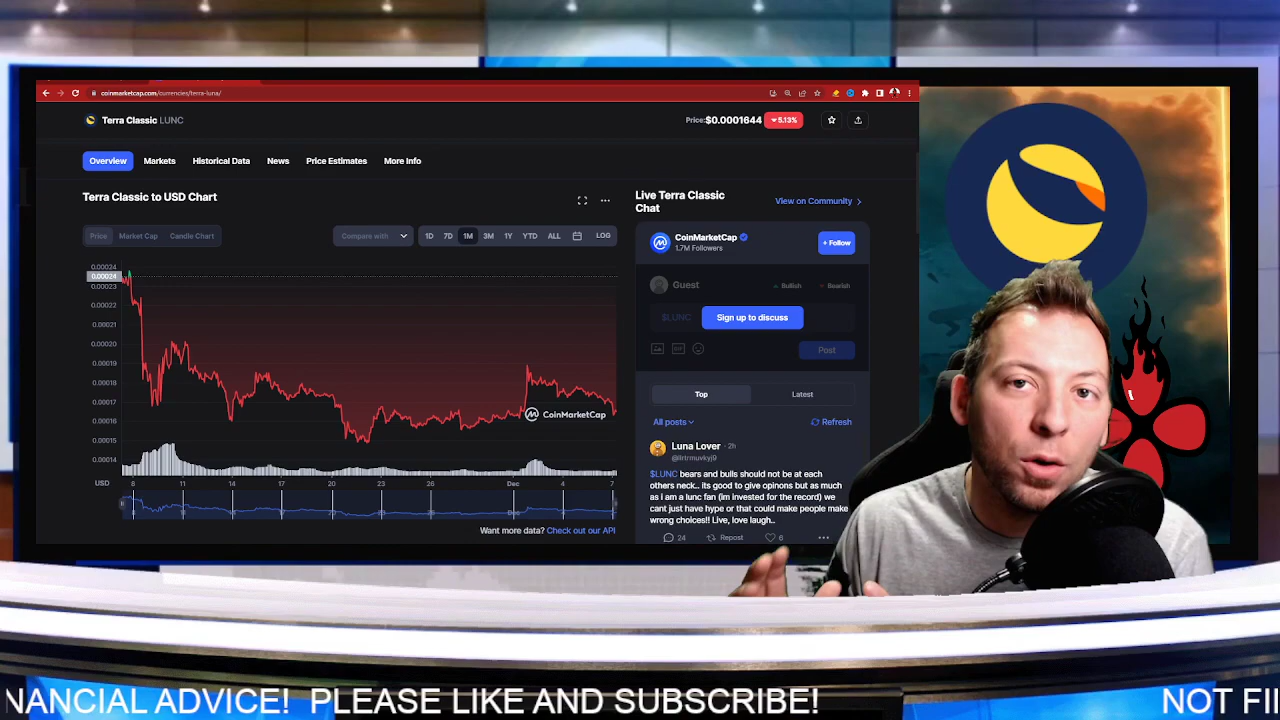 coinmarketcap.com/currencies/terra-luna/
Terra Classic LUNC
Price: $0.0001644 5.13%
Overview Markets Historical Data News Price Estimates More Info
Terra Classic to USD Chart
Price Market Cap Candle Chart
Compare with
1D 7D 1M 3M 1Y YTD ALL LOG
0.00024
0.00024
0.00023
0.00022
0.00021
0.00020
0.00019
0.00018
0.00017
0.00016
0.00015
0.00014
CoinMarketCap
USD 8 11 14 17 20 23 26 Dec 4 7
Want more data? Check out our API
Live Terra Classic
Chat
View on Community
CoinMarketCap
1.7M Followers
+ Follow
Guest
Bullish Bearish
$LUNC
Sign up to discuss
GIF
Post
Top Latest
All posts
Refresh
Luna Lover · 2h
$LUNC bears and bulls should not be at each
others neck.. its good to give opinons but as much
as i am a lunc fan (im invested for the record) we
cant just have hype or that could make people make
wrong choices!! Live, love laugh..
24 Repost 6
NANCIAL ADVICE! PLEASE LIKE AND SUBSCRIBE! NOT FI